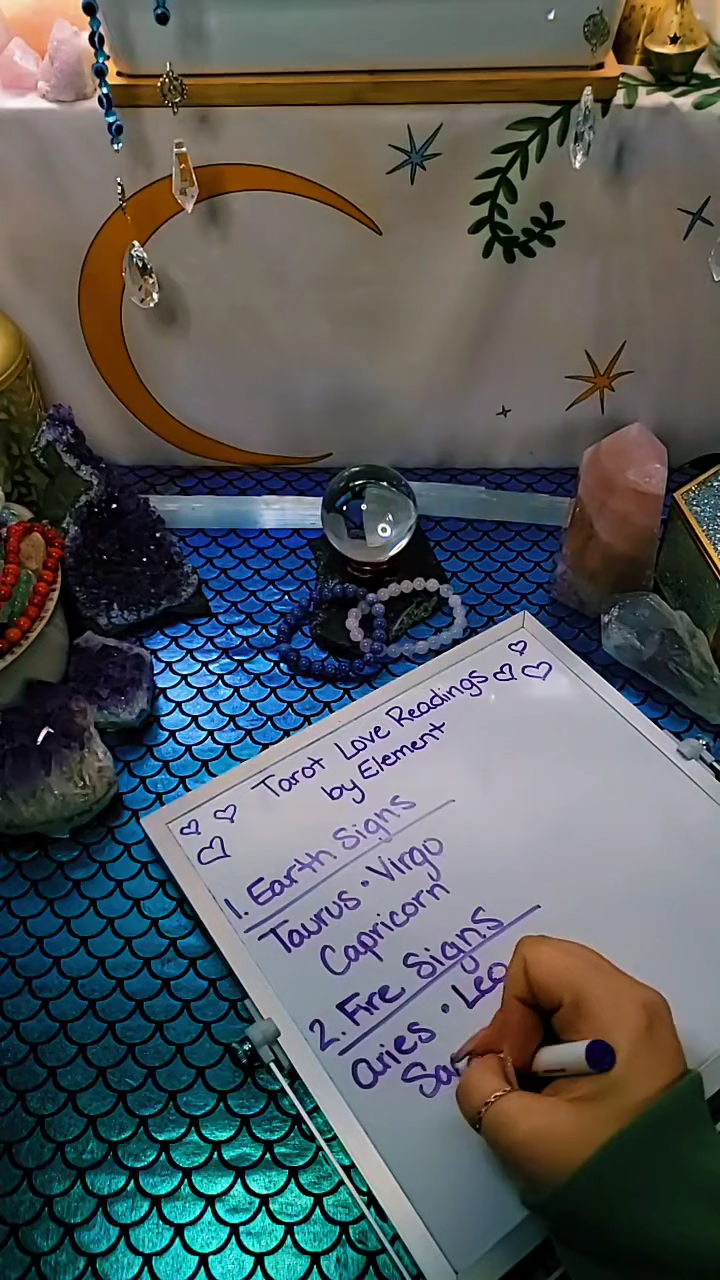 Tarot Love Readings
by Element
1. Earth Signs
Taurus · Virgo
Capricorn
2. Fire Signs
Aries · Leo